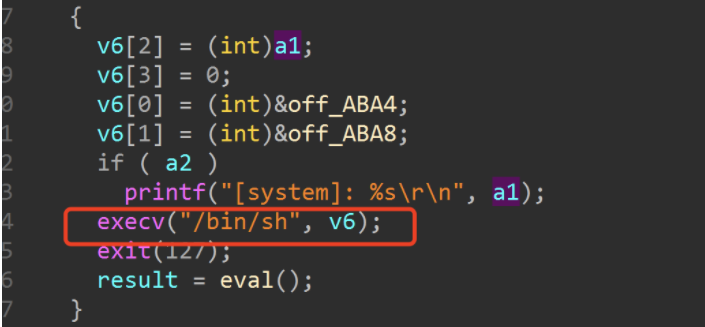 7 {
8 v6[2] = (int)a1;
9 v6[3] = 0;
0 v6[0] = (int)&off_ABA4;
1 v6[1] = (int)&off_ABA8;
2 if ( a2 )
3 printf("[system]: %s\r\n", a1);
4 execv("/bin/sh", v6);
5 exit(127);
6 result = eval();
7 }